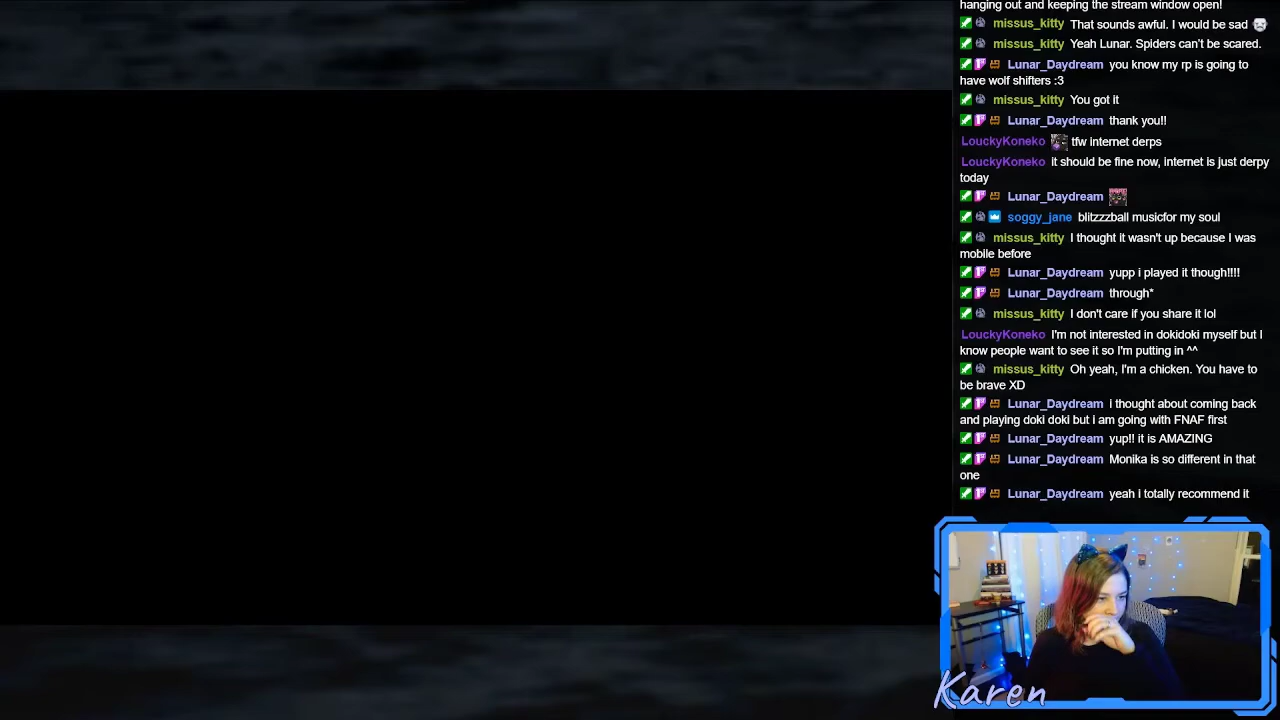 hanging out and keeping the stream window open!
missus_kitty That sounds awful. I would be sad
missus_kitty Yeah Lunar. Spiders can't be scared.
Lunar_Daydream you know my rp is going to
have wolf shifters :3
missus_kitty You got it
Lunar_Daydream thank you!!
LouckyKoneko tfw internet derps
LouckyKoneko it should be fine now, internet is just derpy
today
Lunar_Daydream
soggy_jane blitzzzball musicfor my soul
missus_kitty I thought it wasn't up because I was
mobile before
Lunar_Daydream yupp i played it though!!!!
Lunar_Daydream through*
missus_kitty I don't care if you share it lol
LouckyKoneko I'm not interested in dokidoki myself but I
know people want to see it so I'm putting in ^^
missus_kitty Oh yeah, I'm a chicken. You have to
be brave XD
Lunar_Daydream i thought about coming back
and playing doki doki but i am going with FNAF first
Lunar_Daydream yup!! it is AMAZING
Lunar_Daydream Monika is so different in that
one
Lunar_Daydream yeah i totally recommend it
Karen